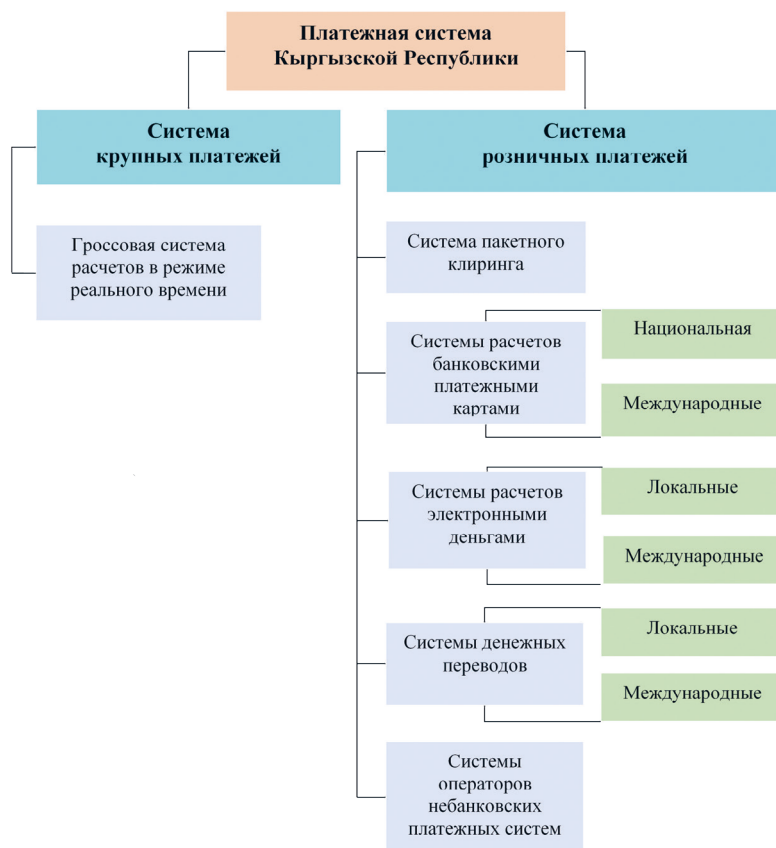 Платежная система
Кыргызской Республики
Система
крупных платежей
Гроссовая система
расчетов в режиме
реального времени
Система
розничных платежей
Система пакетного
клиринга
Системы расчетов
банковскими
платежными
картами
Национальная
Международные
Системы расчетов
электронными
деньгами
Локальные
Международные
Системы денежных
переводов
Локальные
Международные
Системы
операторов
небанковских
платежных систем